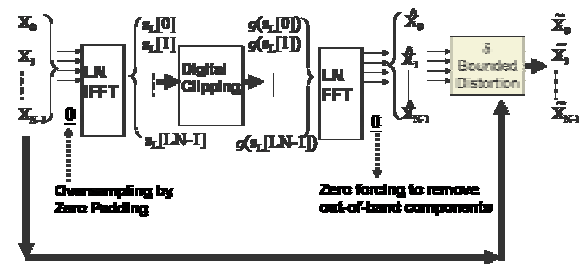 X₀
X₁
X_{N-1}
0
LN
IFFT
s_L[0]
s_L[1]
s_L[LN-1]
Digital
Clipping
g(s_L[0])
g(s_L[1])
g(s_L[LN-1])
LN
FFT
X̂₀
X̂₁
X̂_{N-1}
0
δ
Bounded
Distortion
X̃₀
X̃₁
X̃_{N-1}
Oversampling by
Zero Padding
Zero forcing to remove
out-of-band components